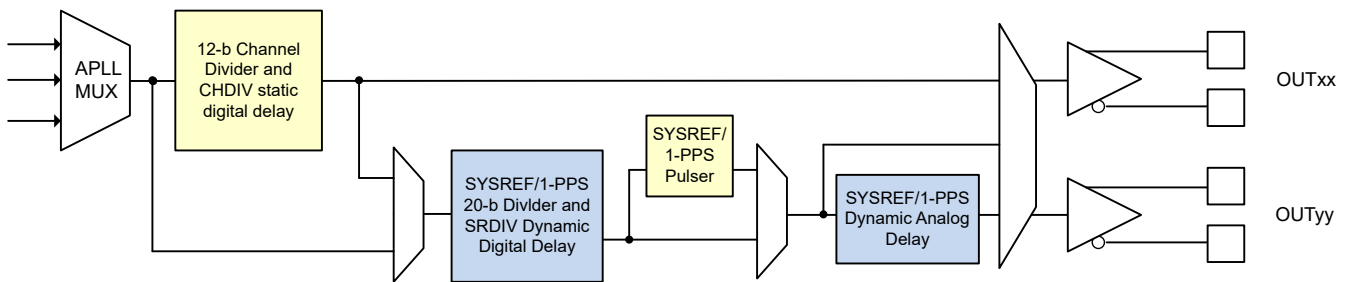 APLL
MUX
12-b Channel
Divider and
CHDIV static
digital delay
SYSREF/1-PPS
20-b Divlder and
SRDIV Dynamic
Digital Delay
SYSREF/
1-PPS
Pulser
SYSREF/1-PPS
Dynamic Analog
Delay
OUTxx
OUTyy